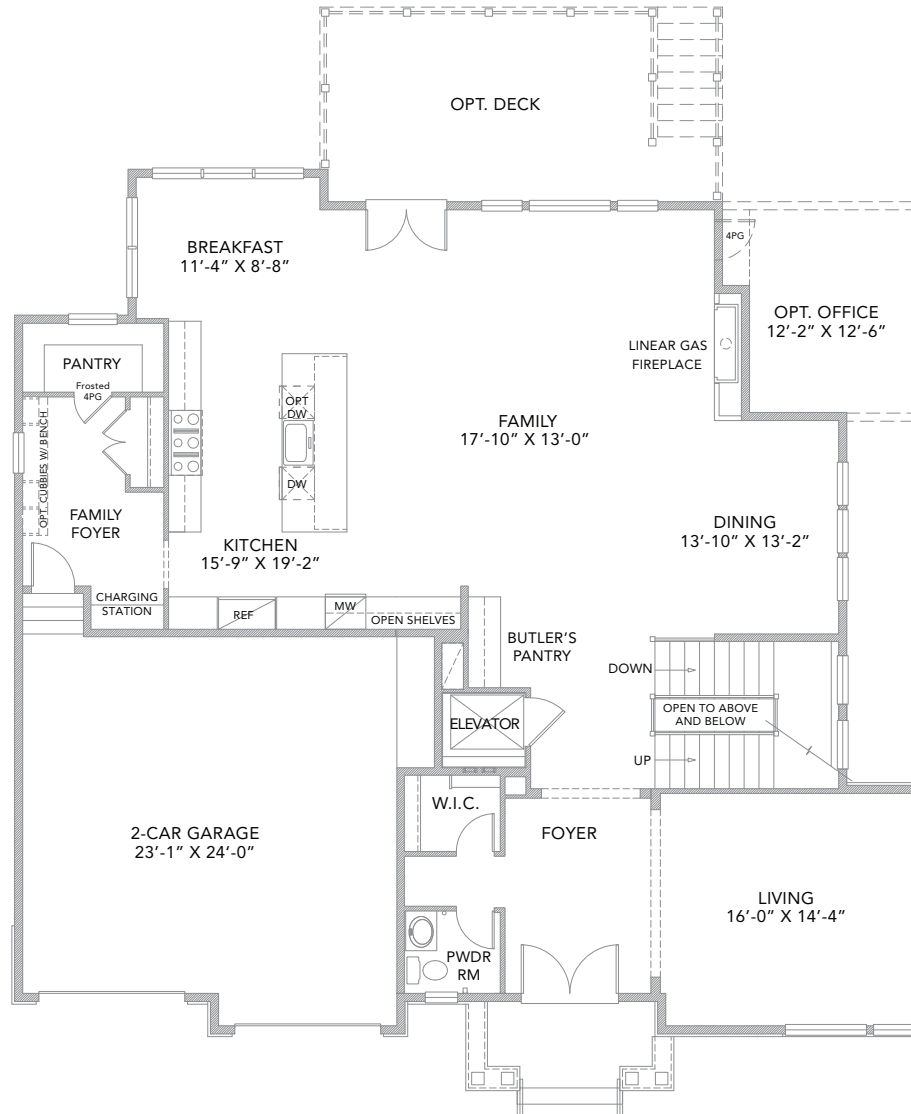 OPT. DECK
4PG
BREAKFAST
11’-4” X 8’-8”
OPT. OFFICE
12’-2” X 12’-6”
LINEAR GAS
FIREPLACE
PANTRY
Frosted
4PG
OPT
DW
DW
FAMILY
17’-10” X 13’-0”
OPT. CUBBIES W/ BENCH
FAMILY
FOYER
DINING
13’-10” X 13’-2”
KITCHEN
15’-9” X 19’-2”
CHARGING
STATION
REF
MW
OPEN SHELVES
BUTLER’S
PANTRY
DOWN
OPEN TO ABOVE
AND BELOW
UP
ELEVATOR
W.I.C.
FOYER
2-CAR GARAGE
23’-1” X 24’-0”
LIVING
16’-0” X 14’-4”
PWDR
RM